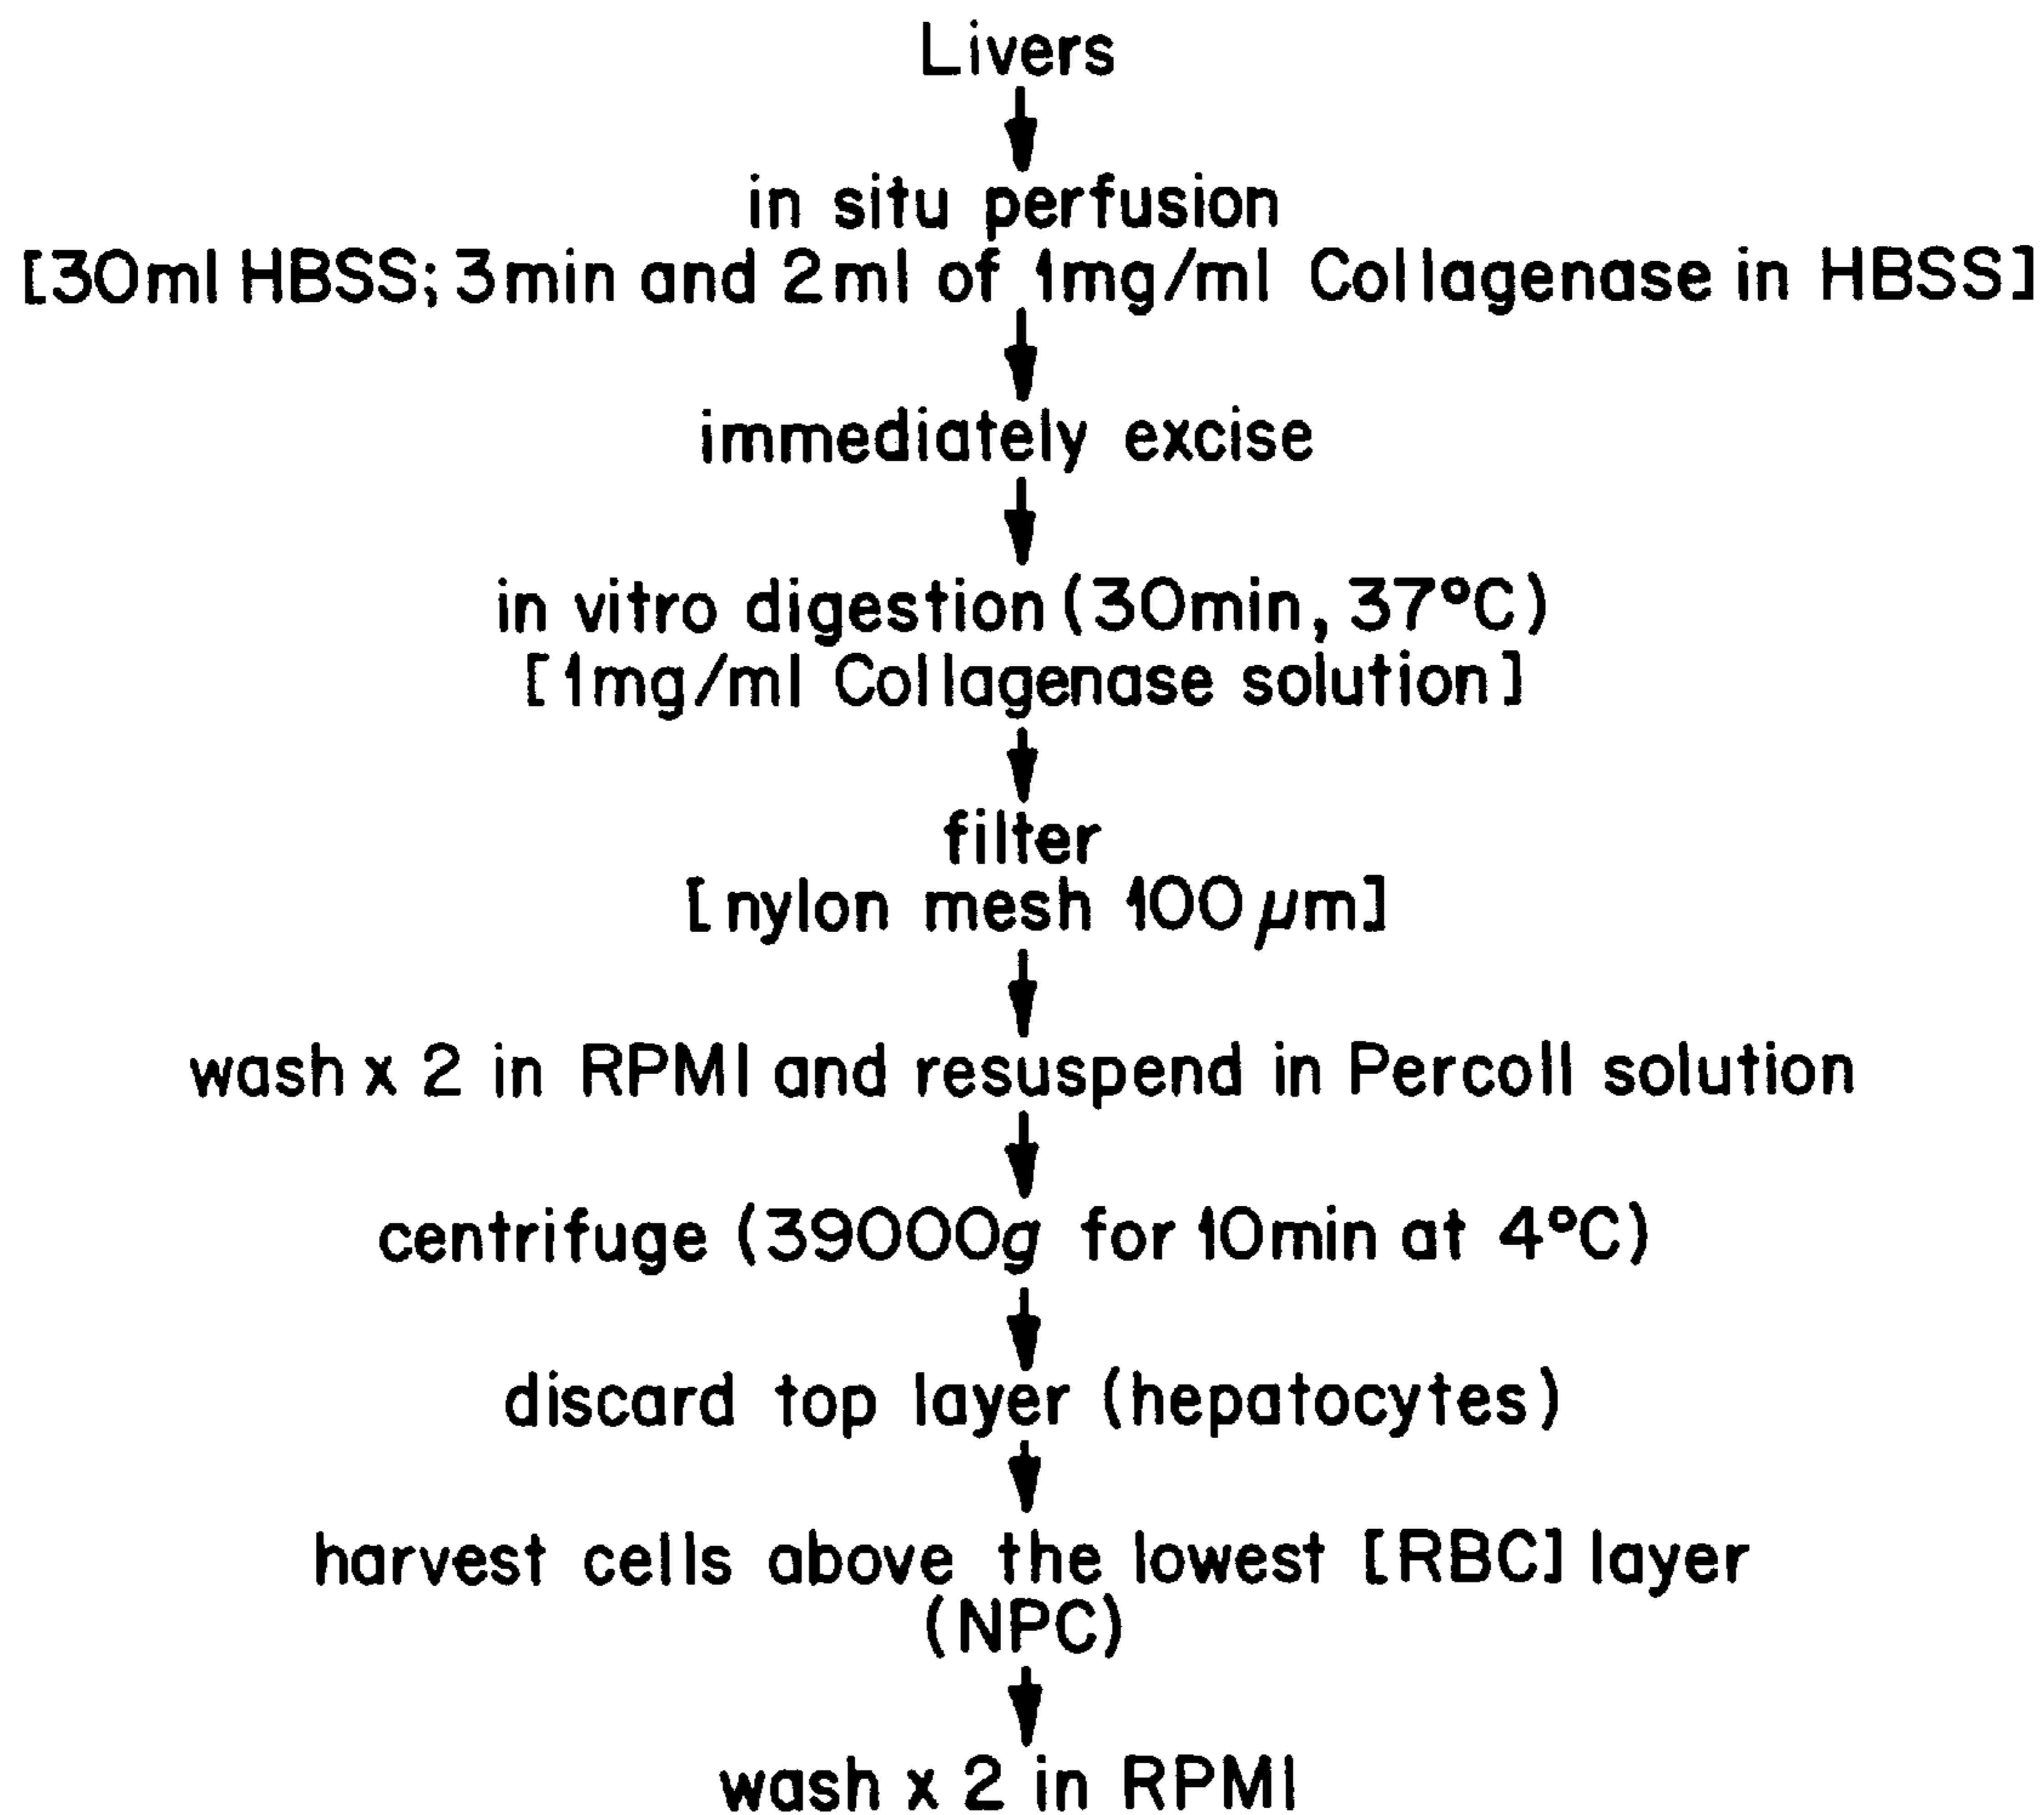 Livers
in situ perfusion
[30ml HBSS; 3min and 2ml of 1mg/ml Collagenase in HBSS]
immediately excise
in vitro digestion (30min, 37°C)
[1mg/ml Collagenase solution]
filter
[nylon mesh 100µm]
wash x 2 in RPMI and resuspend in Percoll solution
centrifuge (39000g for 10min at 4°C)
discard top layer (hepatocytes)
harvest cells above the lowest [RBC] layer
(NPC)
wash x 2 in RPMI